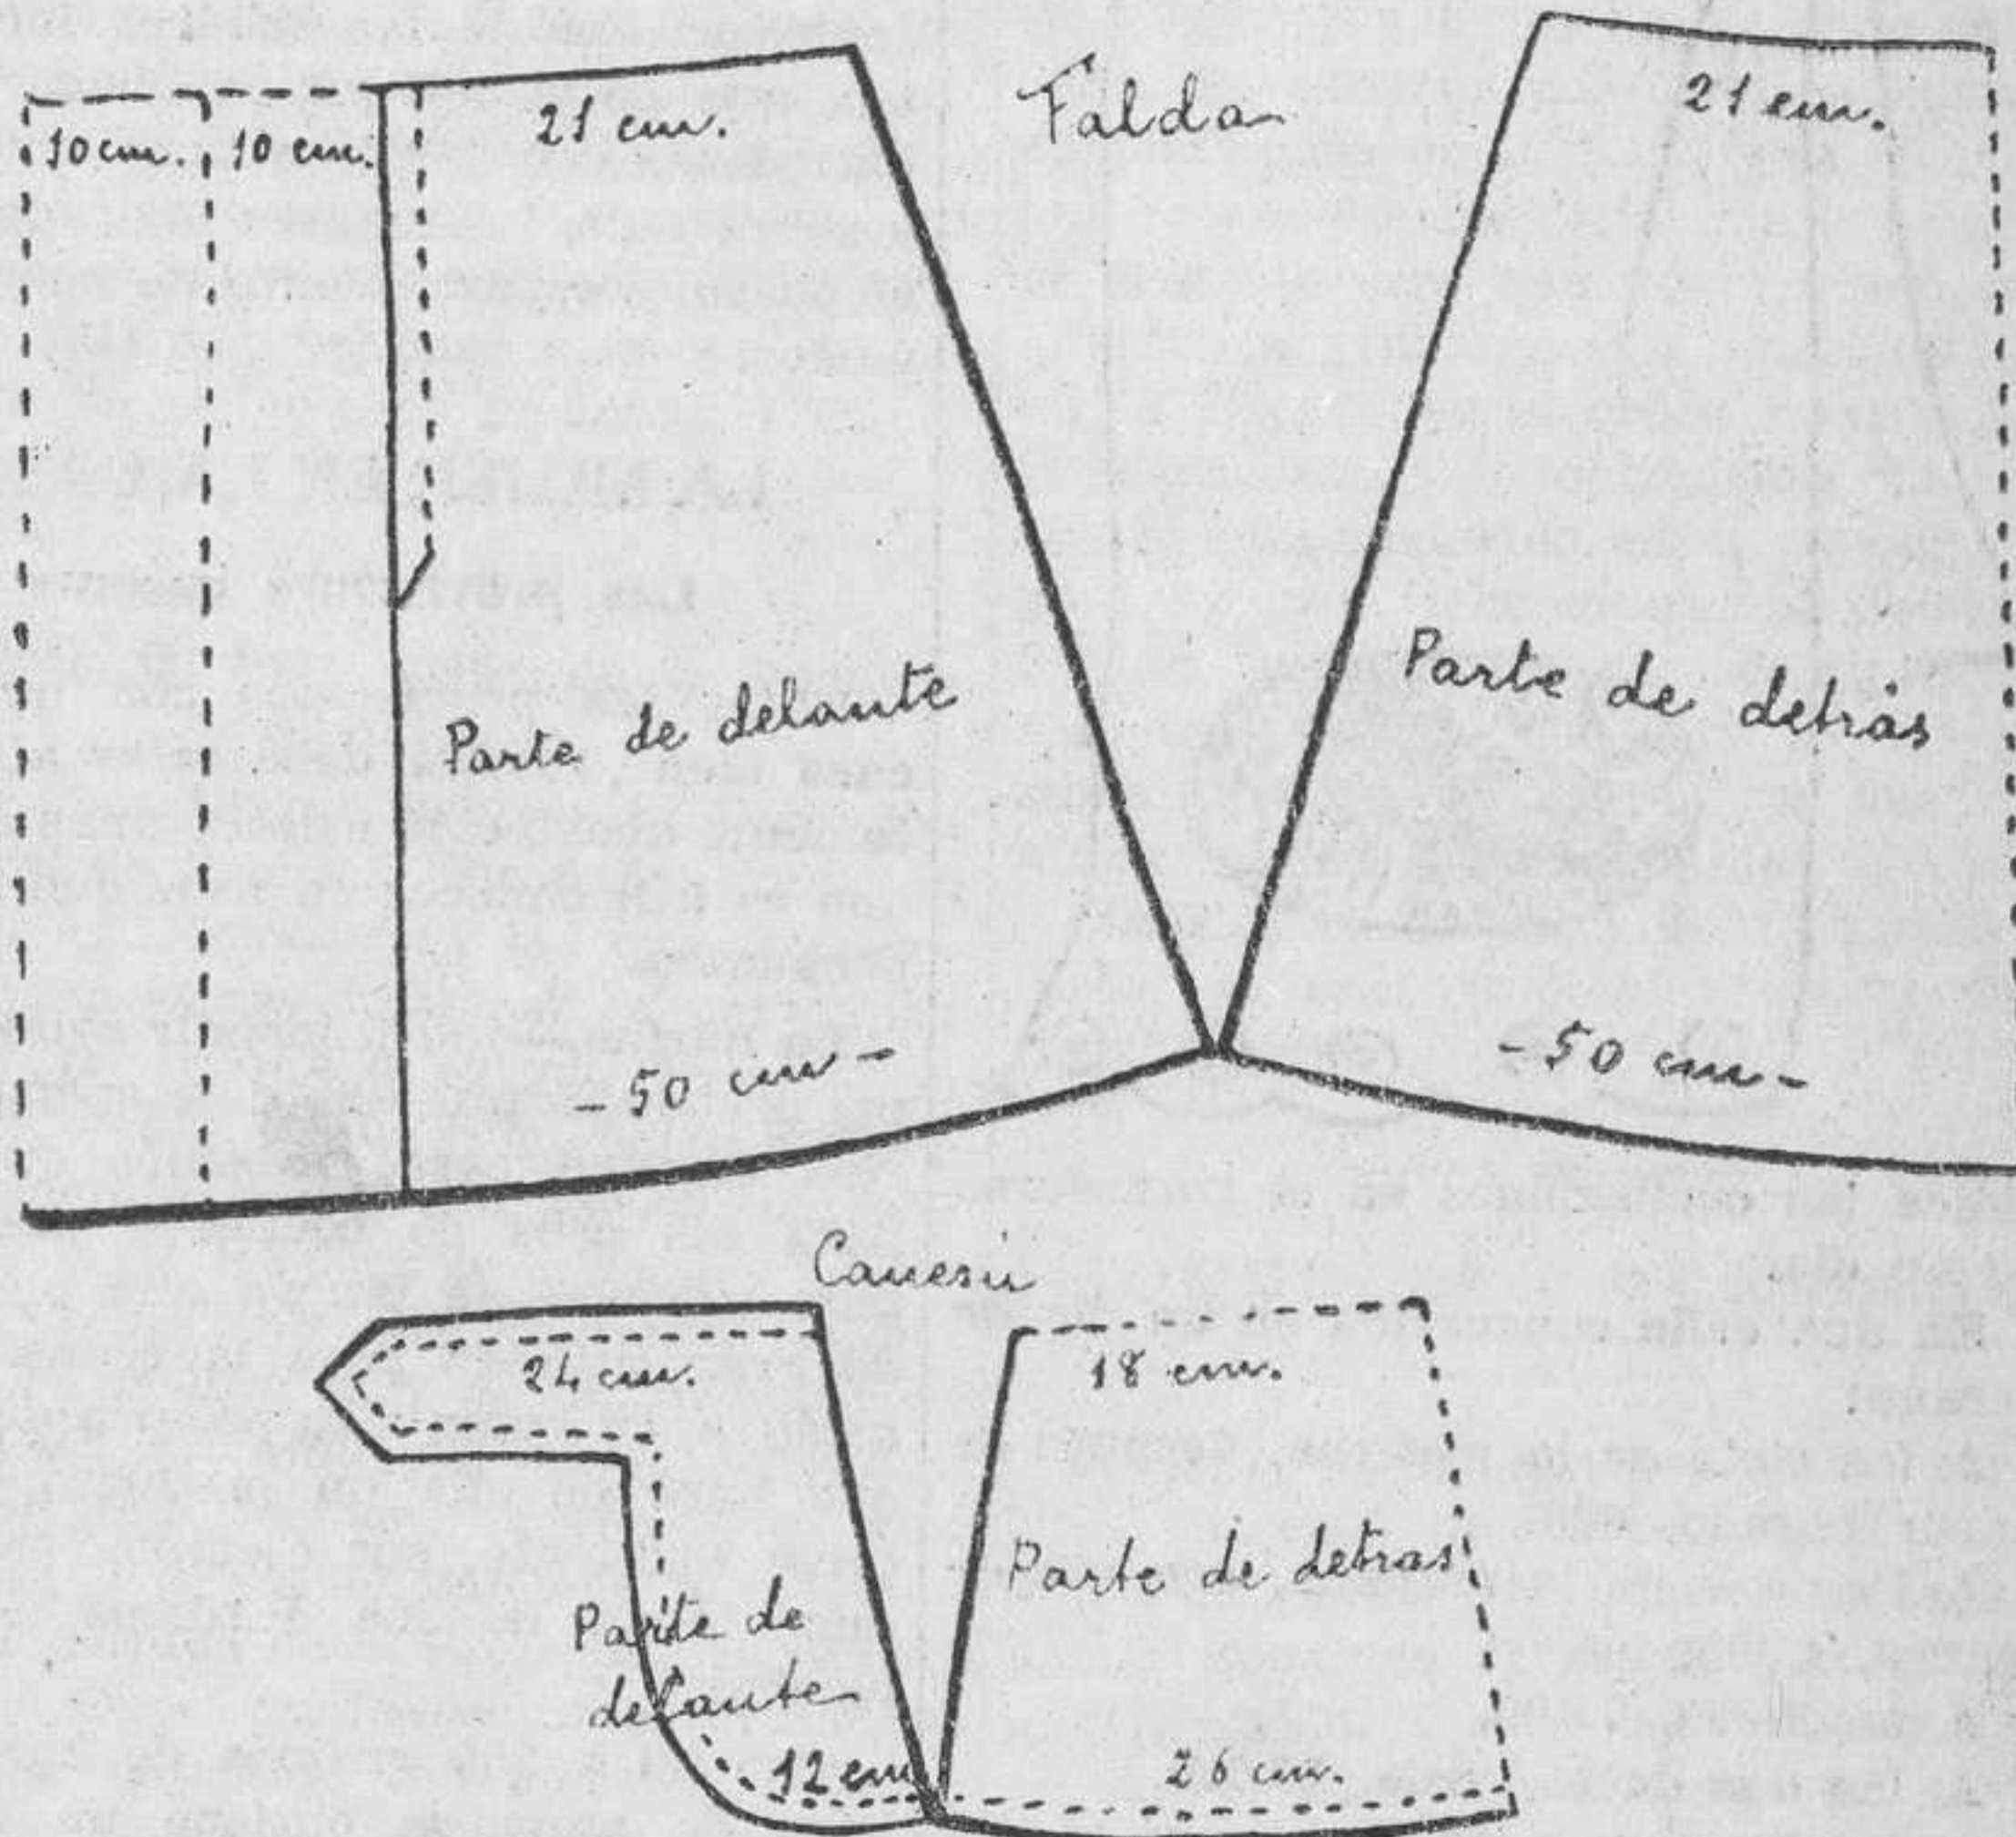 Falda
10 cm.
10 cm.
21 cm.
21 cm.
Parte de delante
Parte de detrás
- 50 cm -
- 50 cm -
Canesú
24 cm.
18 cm.
Parte de
delante
Parte de detras
12 cm
26 cm.